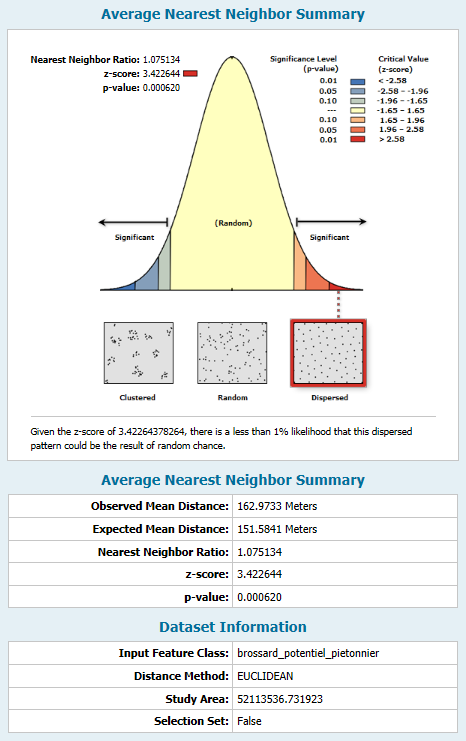 Average Nearest Neighbor Summary
Nearest Neighbor Ratio: 1.075134
z-score: 3.422644
p-value: 0.000620
Significance Level
(p-value)
Critical Value
(z-score)
0.01 < -2.58
0.05 -2.58 - -1.96
0.10 -1.96 - -1.65
--- -1.65 - 1.65
0.10 1.65 - 1.96
0.05 1.96 - 2.58
0.01 > 2.58
(Random)
Significant
Significant
Clustered
Random
Dispersed
Given the z-score of 3.42264378264, there is a less than 1% likelihood that this dispersed
pattern could be the result of random chance.
Average Nearest Neighbor Summary
Observed Mean Distance: 162.9733 Meters
Expected Mean Distance: 151.5841 Meters
Nearest Neighbor Ratio: 1.075134
z-score: 3.422644
p-value: 0.000620
Dataset Information
Input Feature Class: brossard_potentiel_pietonnier
Distance Method: EUCLIDEAN
Study Area: 52113536.731923
Selection Set: False